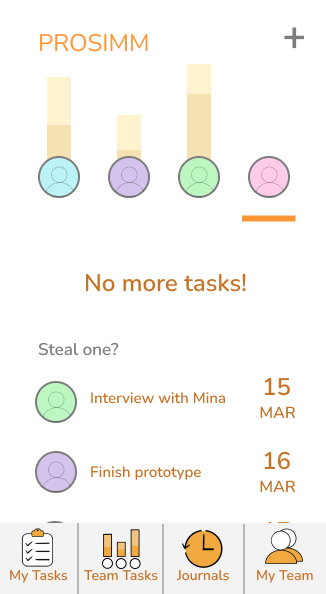 PROSIMM
+
No more tasks!
Steal one?
Interview with Mina
15
MAR
Finish prototype
16
MAR
My Tasks
Team Tasks
Journals
My Team